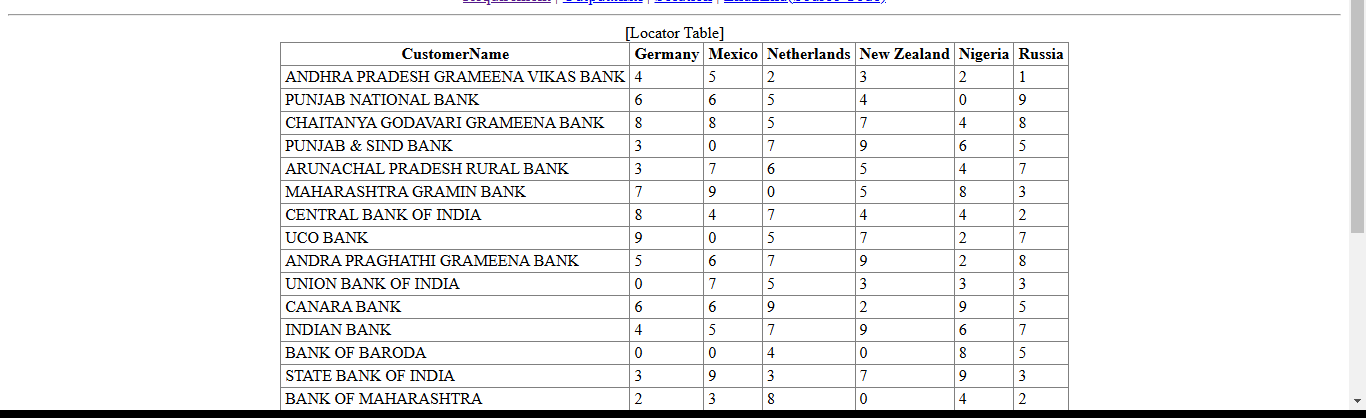 [Locator Table]
CustomerName Germany Mexico Netherlands New Zealand Nigeria Russia
ANDHRA PRADESH GRAMEENA VIKAS BANK 4 5 2 3 2 1
PUNJAB NATIONAL BANK 6 6 5 4 0 9
CHAITANYA GODAVARI GRAMEENA BANK 8 8 5 7 4 8
PUNJAB & SIND BANK 3 0 7 9 6 5
ARUNACHAL PRADESH RURAL BANK 3 7 6 5 4 7
MAHARASHTRA GRAMIN BANK 7 9 0 5 8 3
CENTRAL BANK OF INDIA 8 4 7 4 4 2
UCO BANK 9 0 5 7 2 7
ANDRA PRAGHATHI GRAMEENA BANK 5 6 7 9 2 8
UNION BANK OF INDIA 0 7 5 3 3 3
CANARA BANK 6 6 9 2 9 5
INDIAN BANK 4 5 7 9 6 7
BANK OF BARODA 0 0 4 0 8 5
STATE BANK OF INDIA 3 9 3 7 9 3
BANK OF MAHARASHTRA 2 3 8 0 4 2